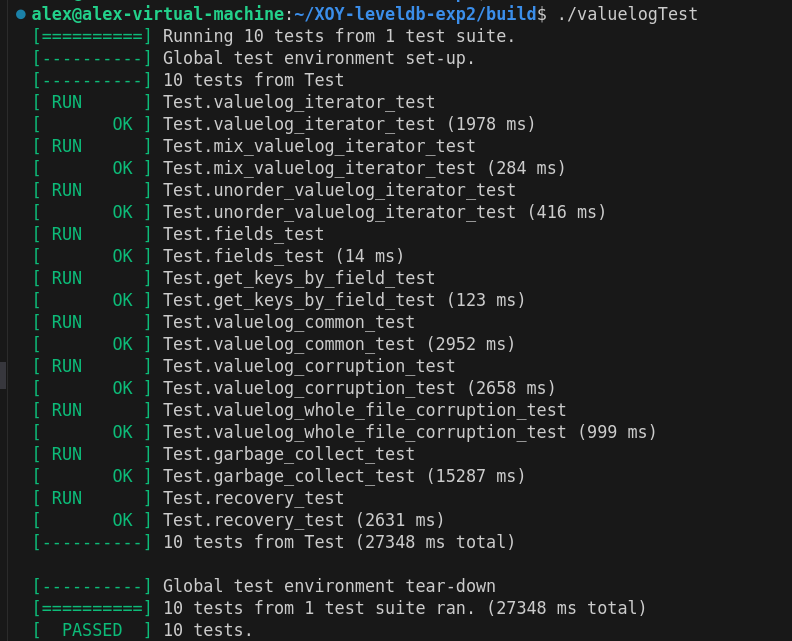 alex@alex-virtual-machine:~/XOY-leveldb-exp2/build$ ./valuelogTest
[==========] Running 10 tests from 1 test suite.
[----------] Global test environment set-up.
[----------] 10 tests from Test
[ RUN      ] Test.valuelog_iterator_test
[       OK ] Test.valuelog_iterator_test (1978 ms)
[ RUN      ] Test.mix_valuelog_iterator_test
[       OK ] Test.mix_valuelog_iterator_test (284 ms)
[ RUN      ] Test.unorder_valuelog_iterator_test
[       OK ] Test.unorder_valuelog_iterator_test (416 ms)
[ RUN      ] Test.fields_test
[       OK ] Test.fields_test (14 ms)
[ RUN      ] Test.get_keys_by_field_test
[       OK ] Test.get_keys_by_field_test (123 ms)
[ RUN      ] Test.valuelog_common_test
[       OK ] Test.valuelog_common_test (2952 ms)
[ RUN      ] Test.valuelog_corruption_test
[       OK ] Test.valuelog_corruption_test (2658 ms)
[ RUN      ] Test.valuelog_whole_file_corruption_test
[       OK ] Test.valuelog_whole_file_corruption_test (999 ms)
[ RUN      ] Test.garbage_collect_test
[       OK ] Test.garbage_collect_test (15287 ms)
[ RUN      ] Test.recovery_test
[       OK ] Test.recovery_test (2631 ms)
[----------] 10 tests from Test (27348 ms total)
[----------] Global test environment tear-down
[==========] 10 tests from 1 test suite ran. (27348 ms total)
[  PASSED  ] 10 tests.